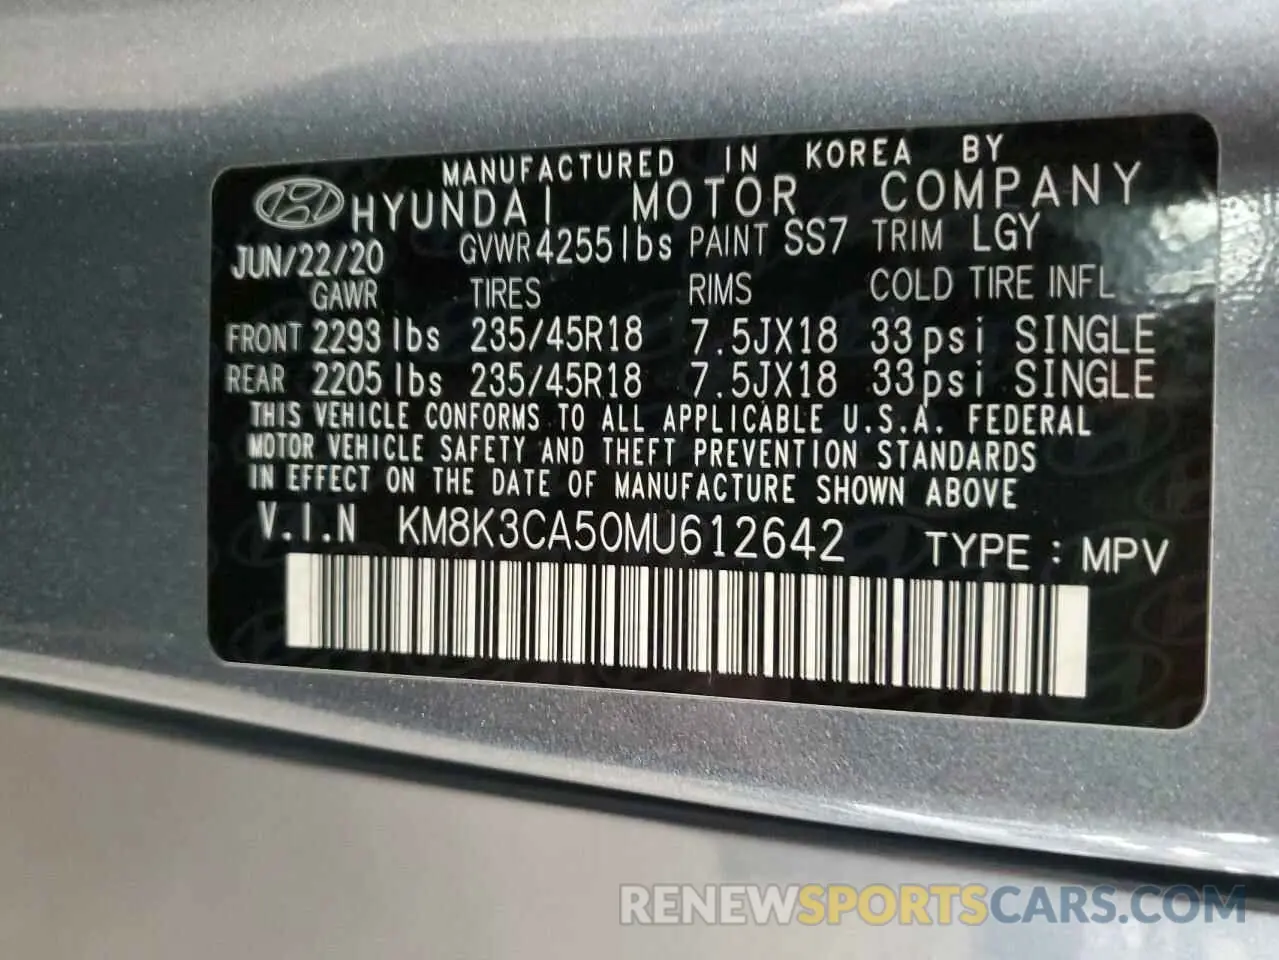 MANUFACTURED IN KOREA BY
HYUNDAI MOTOR COMPANY
JUN/22/20 GVWR 4255lbs PAINT SS7 TRIM LGY
GAWR TIRES RIMS COLD TIRE INFL
FRONT 2293 lbs 235/45R18 7.5JX18 33psi SINGLE
REAR 2205 lbs 235/45R18 7.5JX18 33psi SINGLE
THIS VEHICLE CONFORMS TO ALL APPLICABLE U.S.A. FEDERAL
MOTOR VEHICLE SAFETY AND THEFT PREVENTION STANDARDS
IN EFFECT ON THE DATE OF MANUFACTURE SHOWN ABOVE
V.I.N KM8K3CA50MU612642 TYPE : MPV
RENEWSPORTSCARS.COM